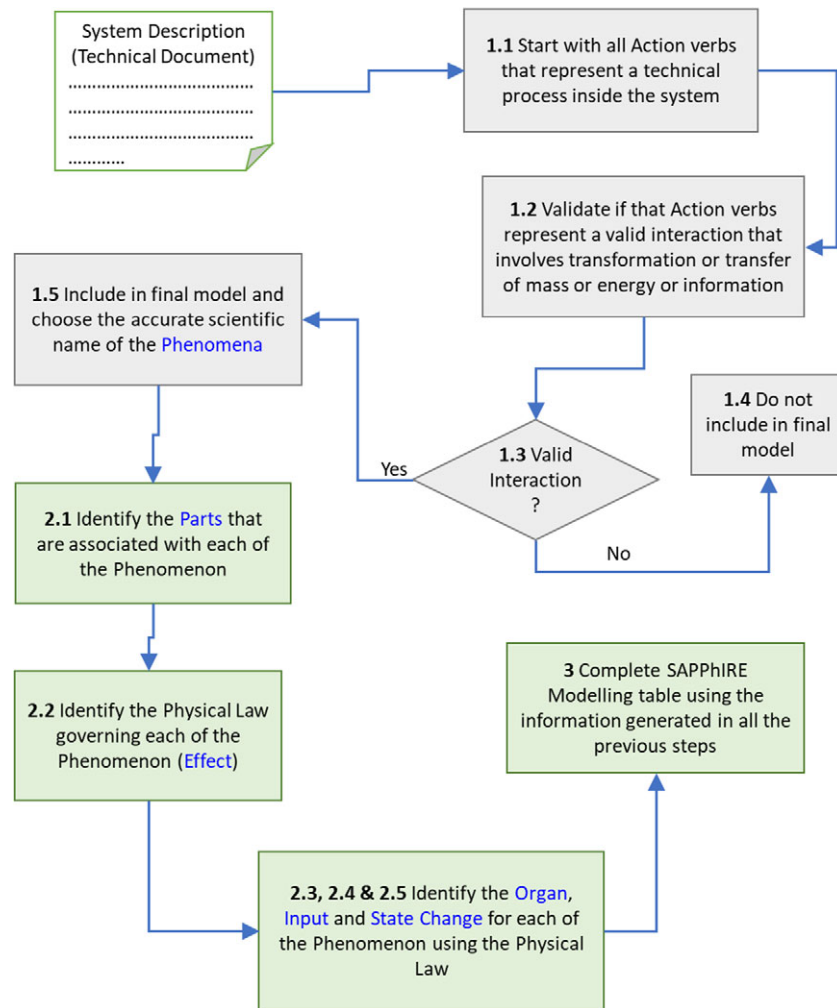 System Description
(Technical Document)
......................................
......................................
......................................
............
1.1 Start with all Action verbs
that represent a technical
process inside the system
1.2 Validate if that Action verbs
represent a valid interaction that
involves transformation or transfer
of mass or energy or information
1.3 Valid
Interaction
?
Yes
No
1.4 Do not
include in final
model
1.5 Include in final model and
choose the accurate scientific
name of the Phenomena
2.1 Identify the Parts that
are associated with each of
the Phenomenon
2.2 Identify the Physical Law
governing each of the
Phenomenon (Effect)
2.3, 2.4 & 2.5 Identify the Organ,
Input and State Change for each of
the Phenomenon using the Physical
Law
3 Complete SAPPhIRE
Modelling table using the
information generated in all the
previous steps